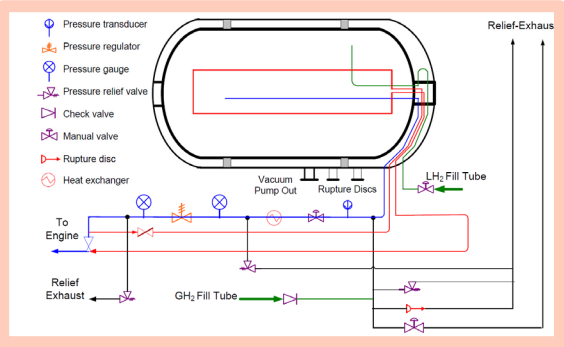 Relief-Exhaus
Pressure transducer
Pressure regulator
Pressure gauge
Pressure relief valve
Check valve
Manual valve
Rupture disc
Heat exchanger
Vacuum
Pump Out
Rupture Discs
LH2 Fill Tube
To
Engine
Relief
Exhaust
GH2 Fill Tube